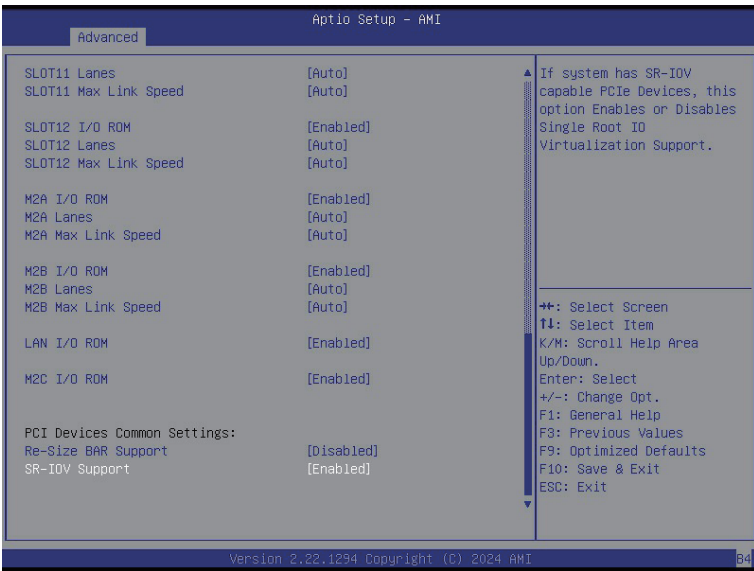 Aptio Setup – AMI
Advanced
SLOT11 Lanes [Auto]
SLOT11 Max Link Speed [Auto]
SLOT12 I/O ROM [Enabled]
SLOT12 Lanes [Auto]
SLOT12 Max Link Speed [Auto]
M2A I/O ROM [Enabled]
M2A Lanes [Auto]
M2A Max Link Speed [Auto]
M2B I/O ROM [Enabled]
M2B Lanes [Auto]
M2B Max Link Speed [Auto]
LAN I/O ROM [Enabled]
M2C I/O ROM [Enabled]
PCI Devices Common Settings:
Re-Size BAR Support [Disabled]
SR-IOV Support [Enabled]
If system has SR-IOV
capable PCIe Devices, this
option Enables or Disables
Single Root IO
Virtualization Support.
→←: Select Screen
↑↓: Select Item
K/M: Scroll Help Area
Up/Down.
Enter: Select
+/-: Change Opt.
F1: General Help
F3: Previous Values
F9: Optimized Defaults
F10: Save & Exit
ESC: Exit
Version 2.22.1294 Copyright (C) 2024 AMI
B4